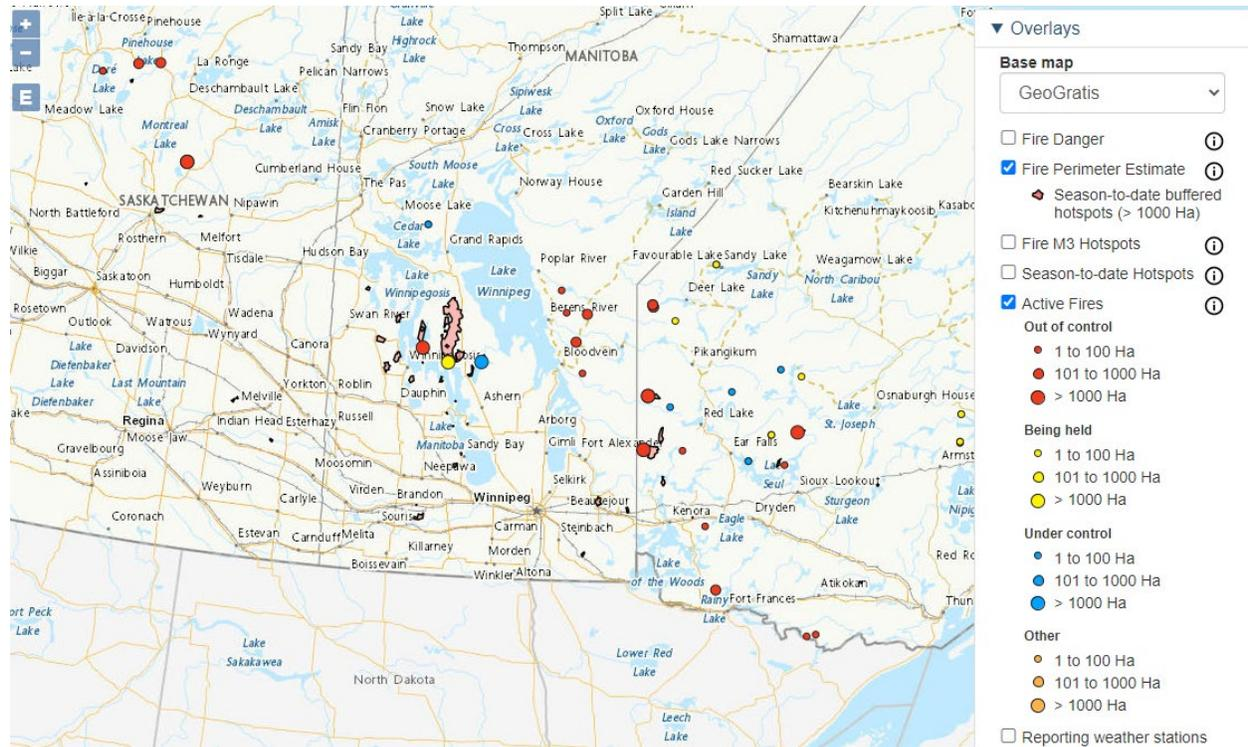 Île-à-la-Crosse
Pinehouse
Granville
Lake
Highrock
Lake
Split Lake
Shamattawa
Pinehouse
Lake
Sandy Bay
Thompson
MANITOBA
La Ronge
Pelican Narrows
Doré
Lake
Deschambault Lake
Sipiwesk
Lake
Meadow Lake
Deschambault
Lake
Flin Flon
Snow Lake
Oxford House
Montreal
Lake
Amisk
Lake
Cranberry Portage
Cross
Lake
Cross Lake
Oxford
Lake
Gods
Lake
Gods Lake Narrows
Cumberland House
South Moose
Lake
Red Sucker Lake
The Pas
Norway House
Garden Hill
Bearskin Lake
SASKATCHEWAN
Nipawin
Moose Lake
Island
Lake
Kitchenuhmaykoosib
Kasabo
North Battleford
Cedar
Lake
Rosthern
Melfort
Grand Rapids
Wilkie
Tisdale
Hudson Bay
Lake
Winnipeg
Poplar River
Favourable Lake
Sandy Lake
Weagamow Lake
Biggar
Saskatoon
Lake
Winnipegosis
Deer Lake
Sandy
Lake
North Caribou
Lake
Humboldt
Rosetown
Wadena
Swan River
Berens River
Outlook
Watrous
Wynyard
Lake
Diefenbaker
Davidson
Canora
Winnipegosis
Bloodvein
Pikangikum
Lake
Diefenbaker
Last Mountain
Lake
Yorkton
Roblin
Dauphin
Ashern
Osnaburgh House
Melville
Lake
St. Joseph
Regina
Indian Head
Esterhazy
Russell
Arborg
Red Lake
Moose Jaw
Lake
Manitoba
Sandy Bay
Gimli
Fort Alexander
Ear Falls
Gravelbourg
Armst
Assiniboia
Moosomin
Neepawa
Lake
Seul
Weyburn
Virden
Brandon
Selkirk
Sioux Lookout
Carlyle
Winnipeg
Beausejour
Sturgeon
Lake
Lak
Nipig
Coronach
Souris
Kenora
Dryden
Estevan
Carnduff
Melita
Carman
Steinbach
Eagle
Lake
Killarney
Morden
Red Ro
Boissevain
Winkler
Altona
Lake
of the Woods
Atikokan
Rainy
Lake
Fort Frances
Thun
ort Peck
Lake
Lake
Sakakawea
Lower Red
Lake
North Dakota
Leech
Lake
+
−
E
▼ Overlays
Base map
GeoGratis
Fire Danger
Fire Perimeter Estimate
Season-to-date buffered
hotspots (> 1000 Ha)
Fire M3 Hotspots
Season-to-date Hotspots
Active Fires
Out of control
1 to 100 Ha
101 to 1000 Ha
> 1000 Ha
Being held
1 to 100 Ha
101 to 1000 Ha
> 1000 Ha
Under control
1 to 100 Ha
101 to 1000 Ha
> 1000 Ha
Other
1 to 100 Ha
101 to 1000 Ha
> 1000 Ha
Reporting weather stations